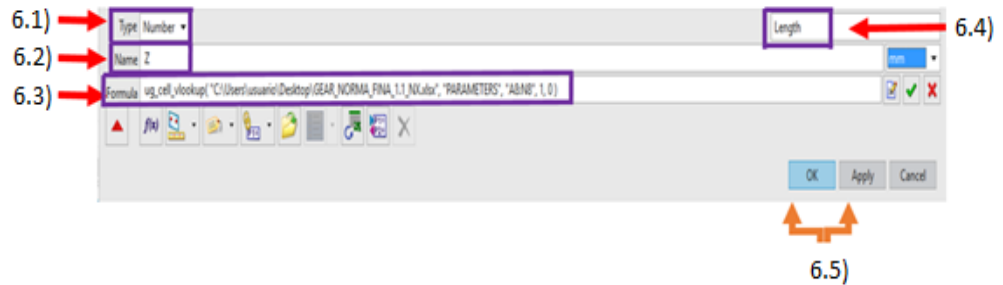 6.1) Type Number Length 6.4)
6.2) Name Z mm
6.3) Formula ug_cell_vlookup( "C:\Users\usuario\Desktop\GEAR_NORMA_FINA_1.1_NX.xlsx", "PARAMETERS", "A8:N8", 1, 0 )
f(x)
OK Apply Cancel
6.5)